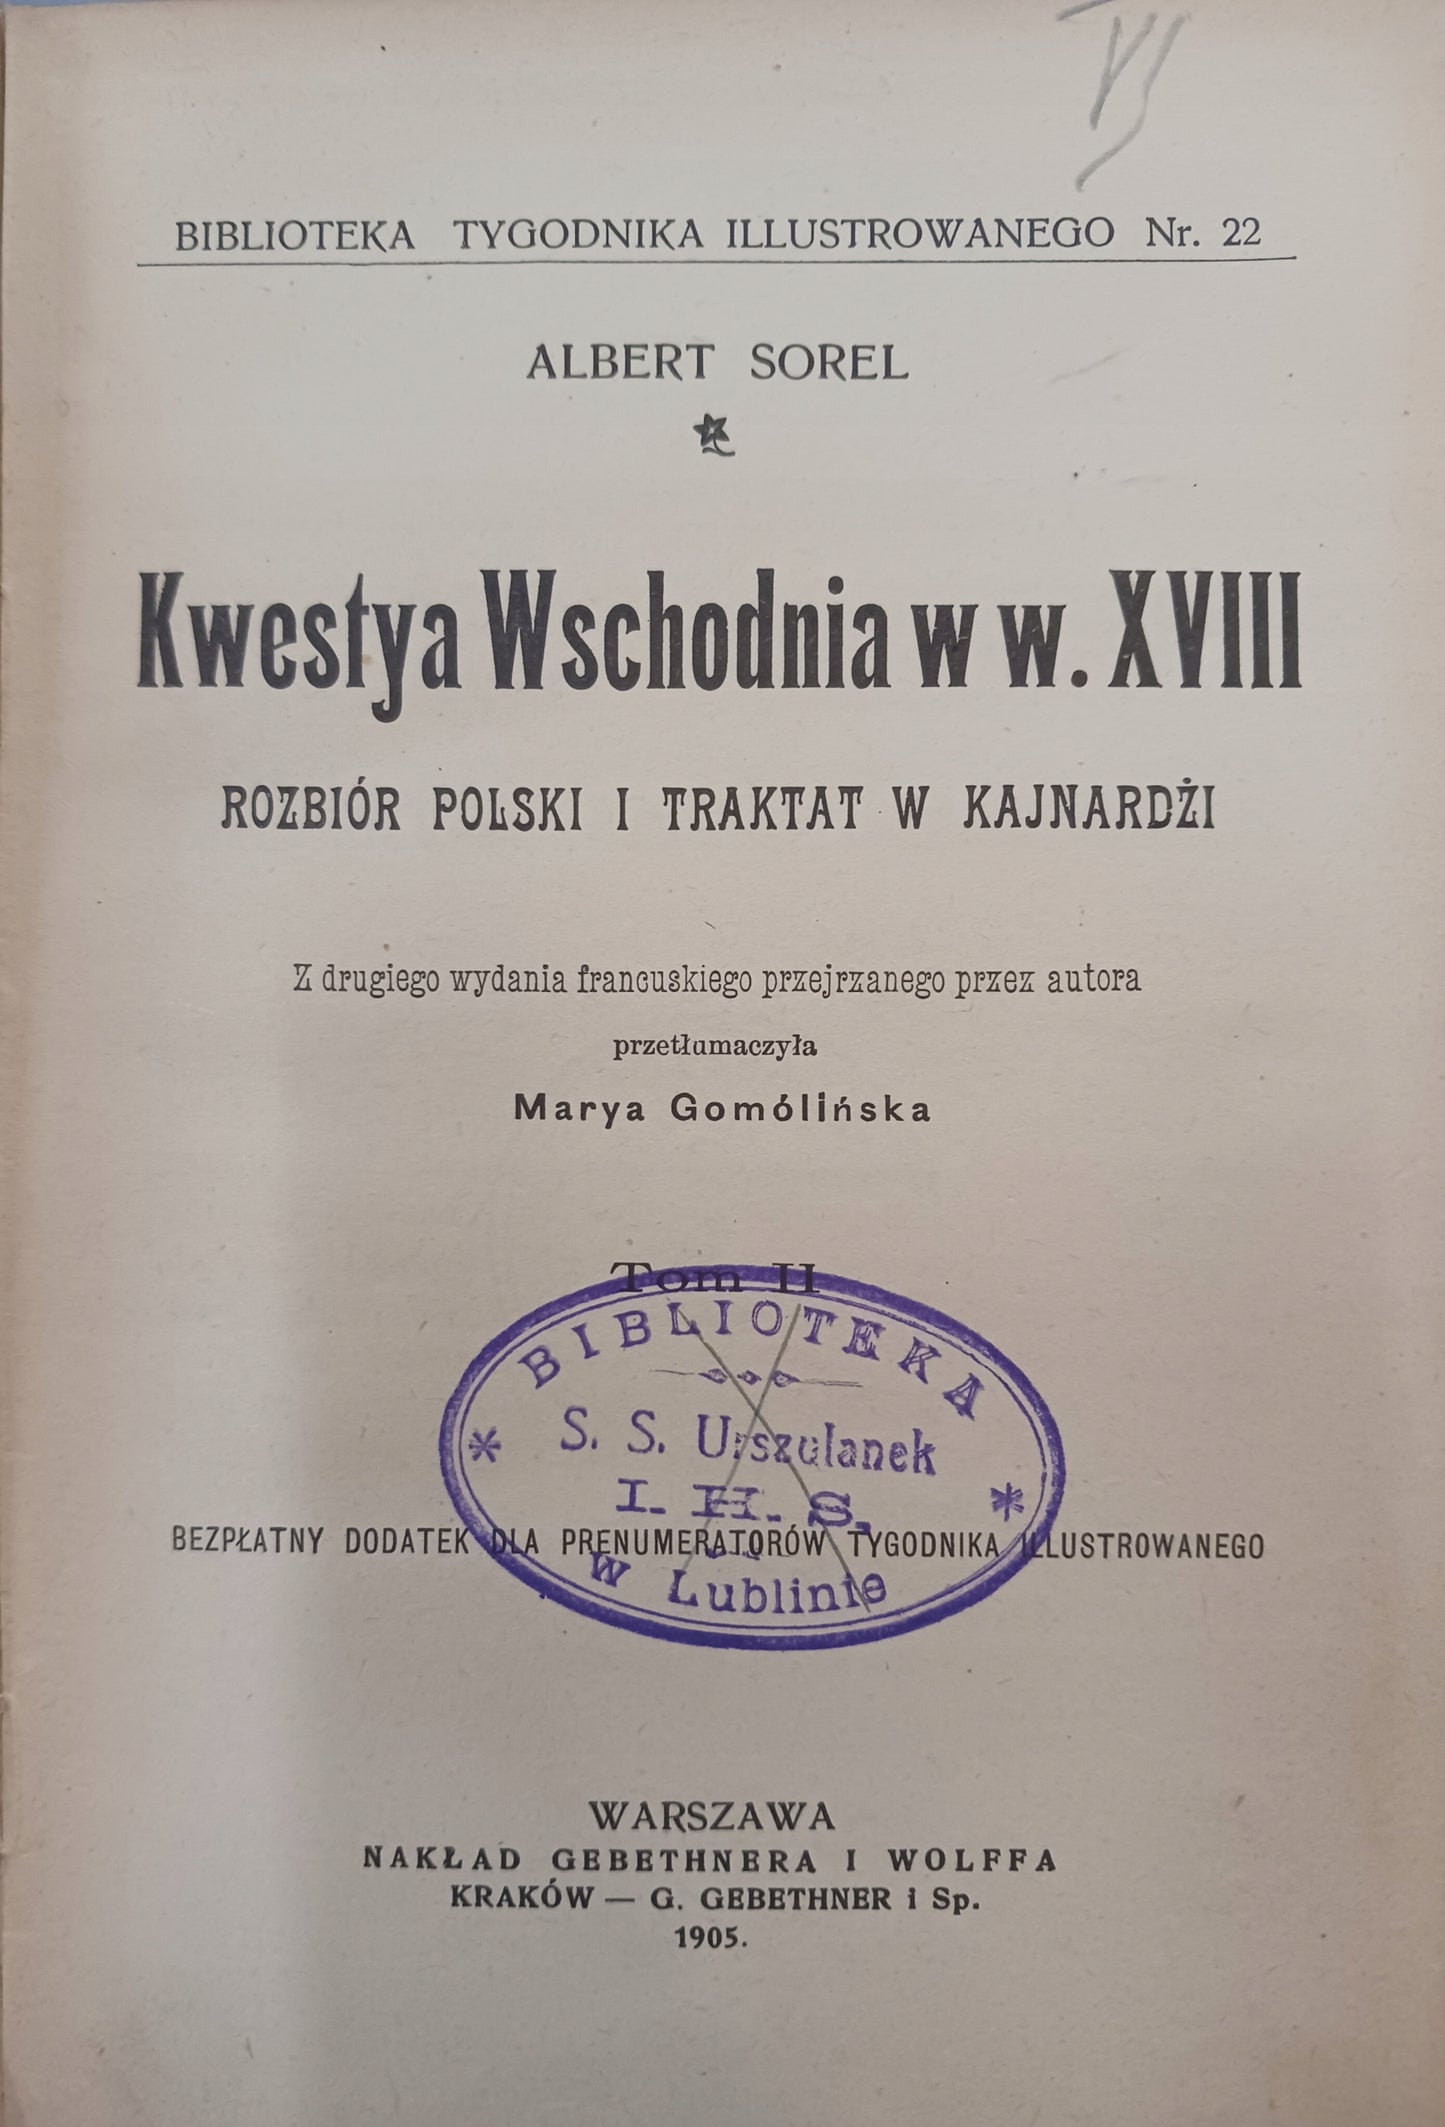 VI
BIBLIOTEKA TYGODNIKA ILLUSTROWANEGO Nr. 22
ALBERT SOREL
Kwestya Wschodnia w w. XVIII
ROZBIÓR POLSKI I TRAKTAT W KAJNARDŻI
Z drugiego wydania francuskiego przejrzanego przez autora
przetłumaczyła
Marya Gomólińska
Tom II
BIBLIOTEKA
S. S. Urszulanek
I. H. S.
w Lublinie
BEZPŁATNY DODATEK DLA PRENUMERATORÓW TYGODNIKA ILLUSTROWANEGO
WARSZAWA
NAKŁAD GEBETHNERA I WOLFFA
KRAKÓW — G. GEBETHNER i Sp.
1905.